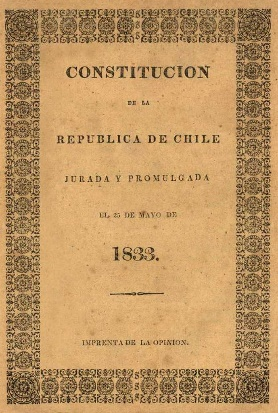 CONSTITUCION
DE LA
REPUBLICA DE CHILE
JURADA Y PROMULGADA
EL 25 DE MAYO DE
1833.
IMPRENTA DE LA OPINION.